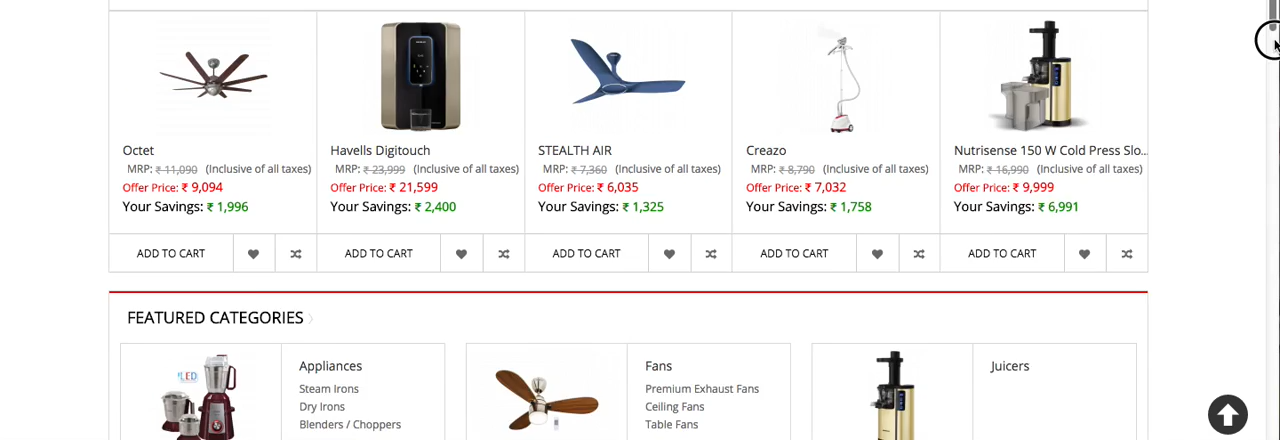 Octet
MRP: ₹ 11,090 (Inclusive of all taxes)
Offer Price: ₹ 9,094
Your Savings: ₹ 1,996
ADD TO CART
Havells Digitouch
MRP: ₹ 23,999 (Inclusive of all taxes)
Offer Price: ₹ 21,599
Your Savings: ₹ 2,400
ADD TO CART
STEALTH AIR
MRP: ₹ 7,360 (Inclusive of all taxes)
Offer Price: ₹ 6,035
Your Savings: ₹ 1,325
ADD TO CART
Creazo
MRP: ₹ 8,790 (Inclusive of all taxes)
Offer Price: ₹ 7,032
Your Savings: ₹ 1,758
ADD TO CART
Nutrisense 150 W Cold Press Slo...
MRP: ₹ 16,990 (Inclusive of all taxes)
Offer Price: ₹ 9,999
Your Savings: ₹ 6,991
ADD TO CART
FEATURED CATEGORIES
LED
Appliances
Steam Irons
Dry Irons
Blenders / Choppers
Fans
Premium Exhaust Fans
Ceiling Fans
Table Fans
Juicers